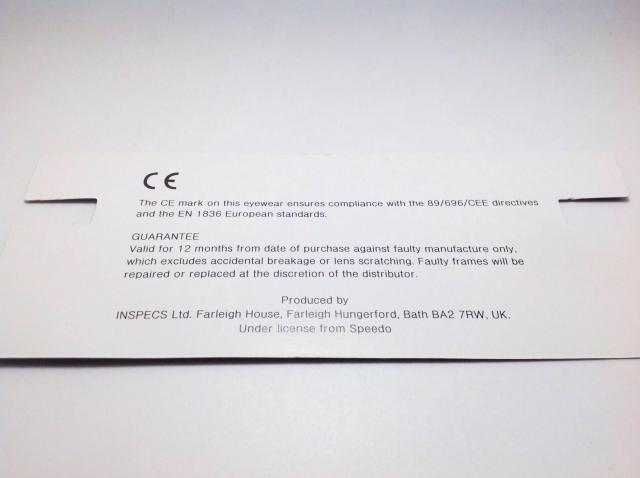 CE
The CE mark on this eyewear ensures compliance with the 89/696/CEE directives
and the EN 1836 European standards.
GUARANTEE
Valid for 12 months from date of purchase against faulty manufacture only,
which excludes accidental breakage or lens scratching. Faulty frames will be
repaired or replaced at the discretion of the distributor.
Produced by
INSPECS Ltd. Farleigh House, Farleigh Hungerford, Bath BA2 7RW, UK.
Under license from Speedo